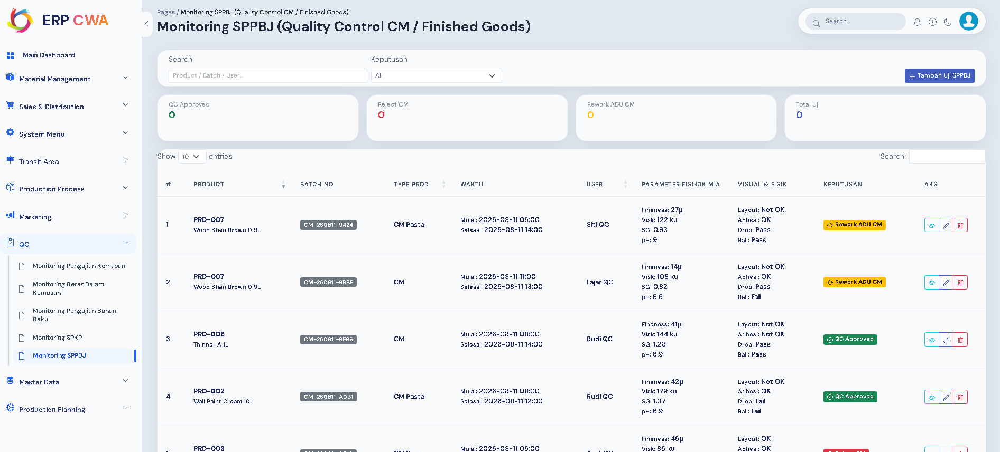 ERP CWA
Main Dashboard
Material Management
Sales & Distribution
System Menu
Transit Area
Production Process
Marketing
QC
Monitoring Pengujian Kemasan
Monitoring Berat Dalam
Kemasan
Monitoring Pengujian Bahan
Baku
Monitoring SPKP
Monitoring SPPBJ
Master Data
Production Planning
Pages / Monitoring SPPBJ (Quality Control CM / Finished Goods)
Monitoring SPPBJ (Quality Control CM / Finished Goods)
Search...
Search
Keputusan
Product / Batch / User...
All
+ Tambah Uji SPPBJ
QC Approved
0
Reject CM
0
Rework ADU CM
0
Total Uji
0
Show 10 entries
Search:
# PRODUCT BATCH NO TYPE PROD WAKTU USER PARAMETER FISIKOKIMIA VISUAL & FISIK KEPUTUSAN AKSI
1
PRD-007
Wood Stain Brown 0.9L
CM-260811-9424
CM Pasta
Mulai: 2026-08-11 06:00
Selesai: 2026-08-11 14:00
Siti QC
Fineness: 27µ
Visk: 122 ku
SG: 0.93
pH: 9
Layout: Not OK
Adhesi: OK
Drop: Pass
Ball: Pass
Rework ADU CM
2
PRD-007
Wood Stain Brown 0.9L
CM-260811-9BBE
CM
Mulai: 2026-08-11 11:00
Selesai: 2026-08-11 13:00
Fajar QC
Fineness: 14µ
Visk: 108 ku
SG: 0.82
pH: 6.6
Layout: Not OK
Adhesi: OK
Drop: Pass
Ball: Fail
Rework ADU CM
3
PRD-006
Thinner A 1L
CM-260811-9E86
CM
Mulai: 2026-08-11 08:00
Selesai: 2026-08-11 14:00
Budi QC
Fineness: 41µ
Visk: 144 ku
SG: 1.28
pH: 6.9
Layout: Not OK
Adhesi: Not OK
Drop: Pass
Ball: Pass
QC Approved
4
PRD-002
Wall Paint Cream 10L
CM-260811-A0B1
CM Pasta
Mulai: 2026-08-11 08:00
Selesai: 2026-08-11 12:00
Rudi QC
Fineness: 42µ
Visk: 179 ku
SG: 1.37
pH: 6.9
Layout: Not OK
Adhesi: OK
Drop: Fail
Ball: Fail
QC Approved
PRD-003
Mulai: 2026-08-11 06:00
Fineness: 46µ
Visk: 86 ku
Layout: OK
Adhesi: OK